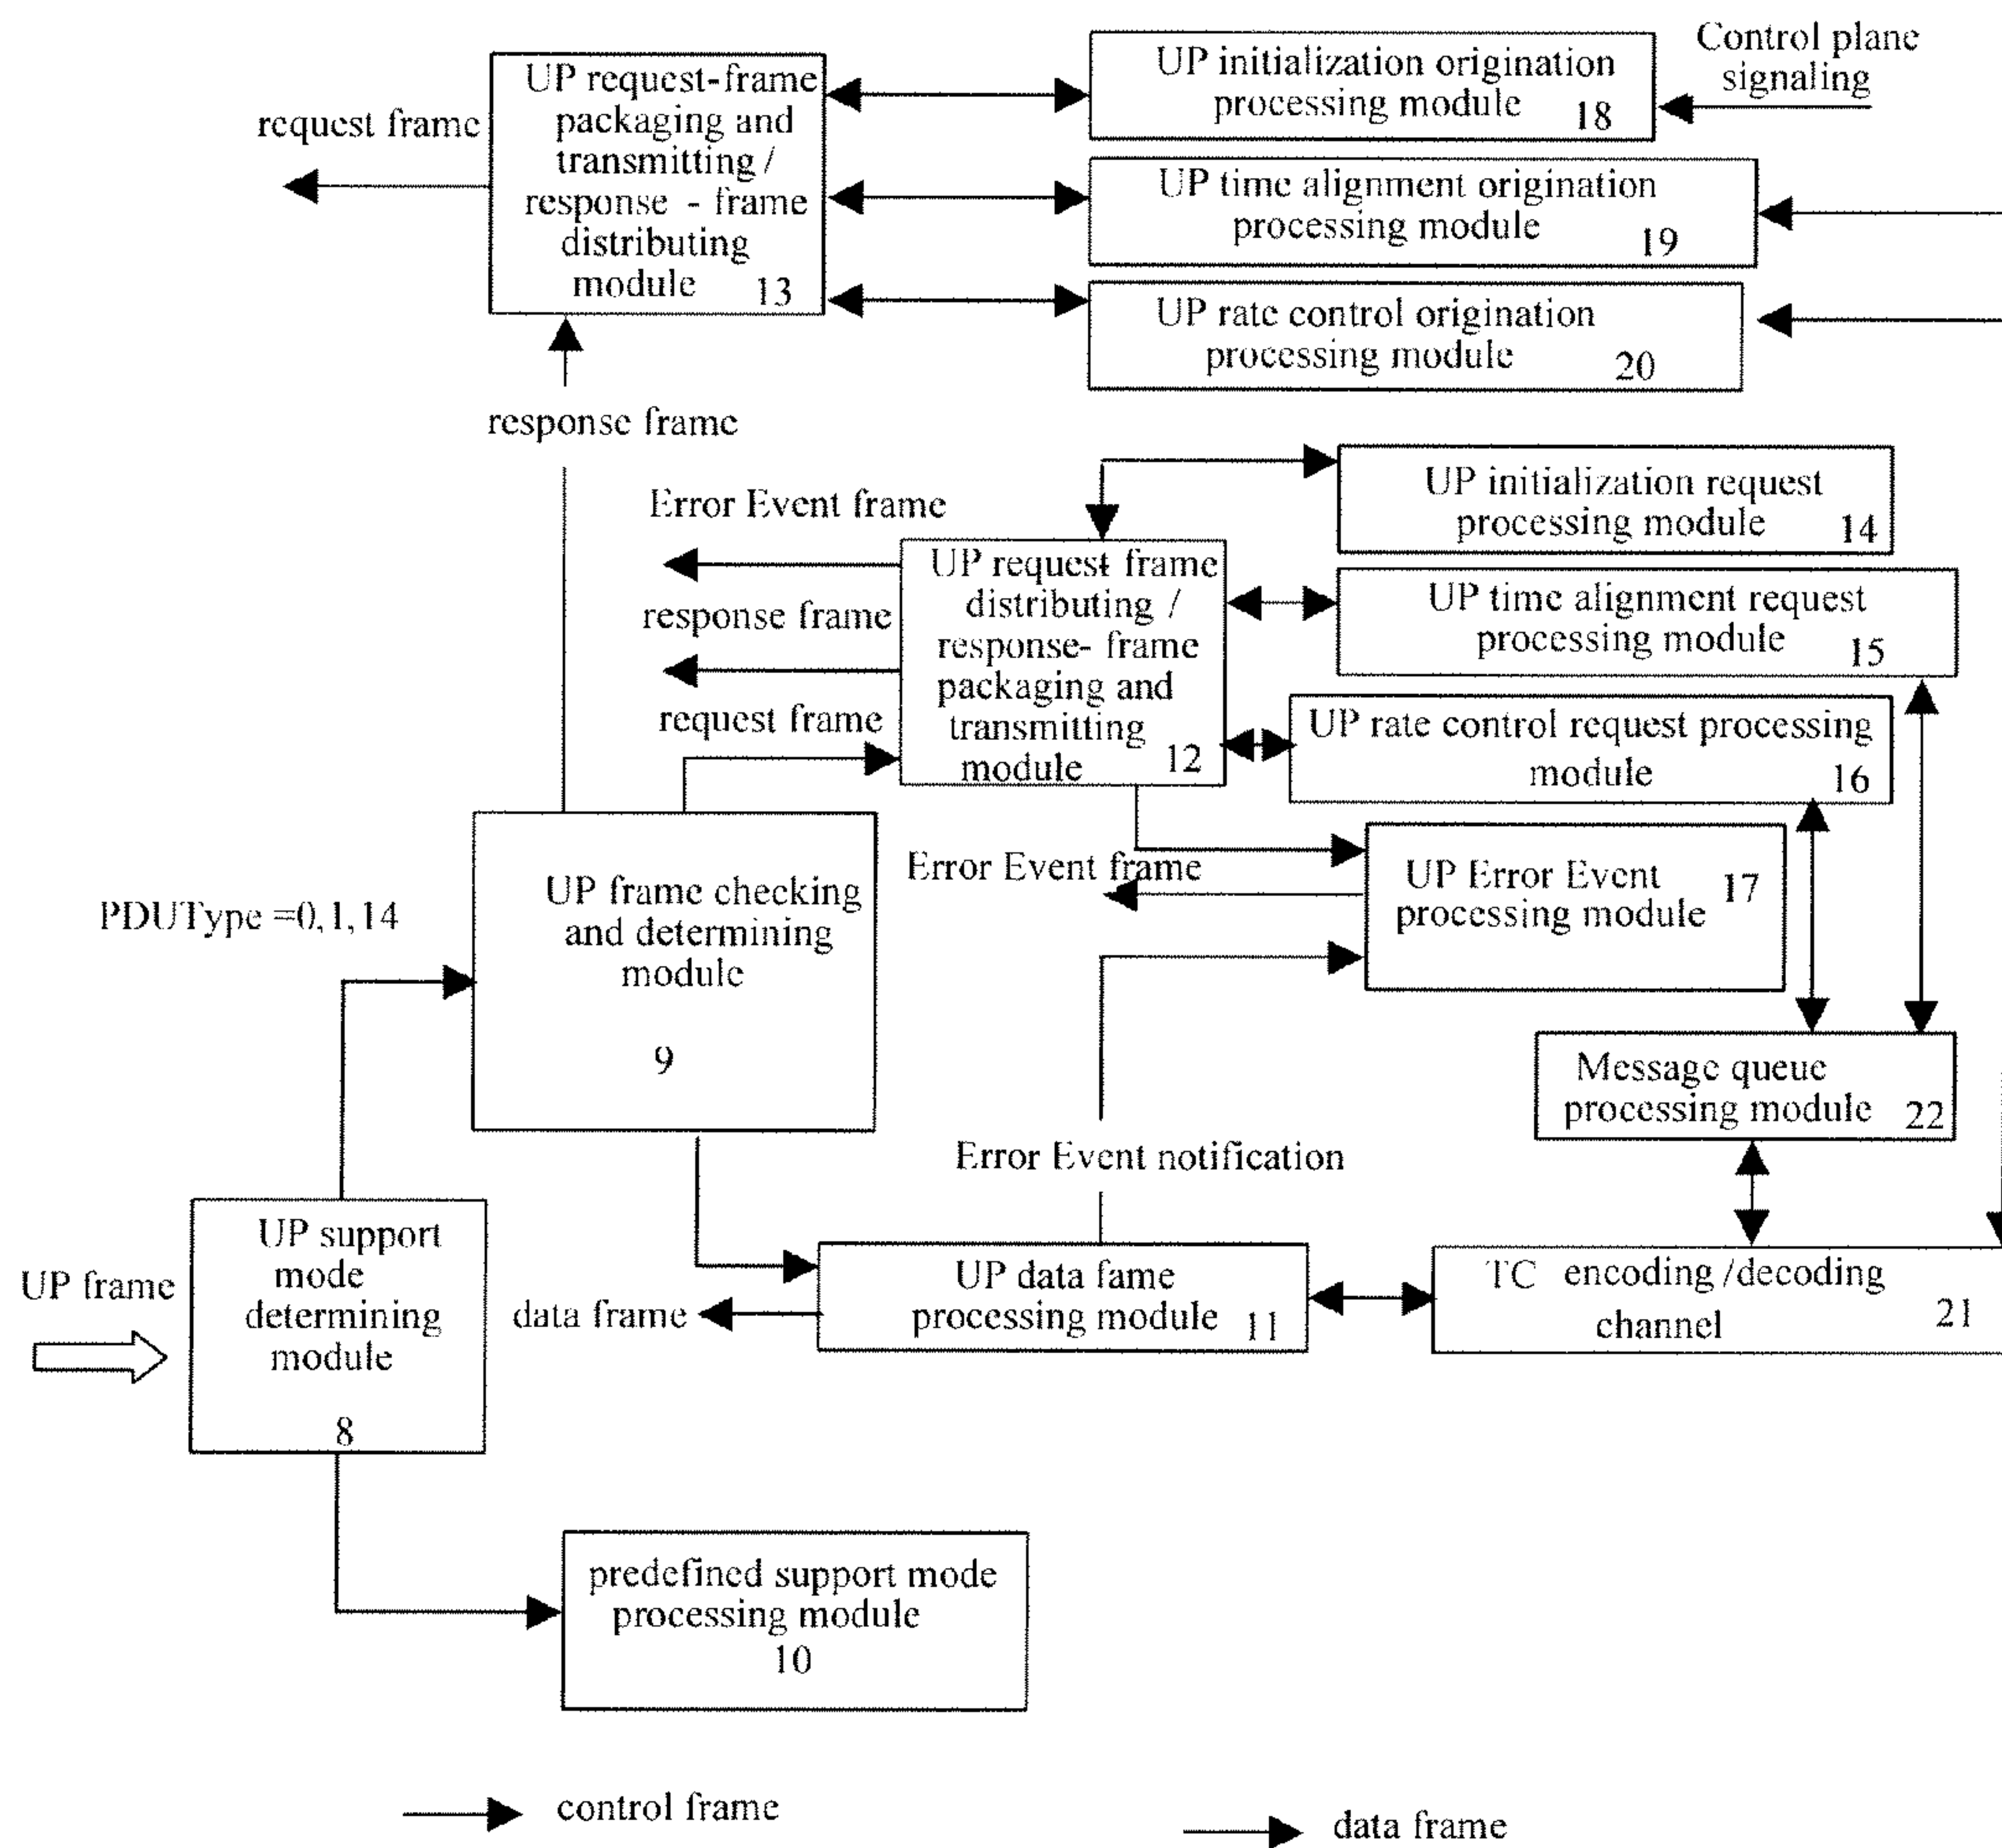 Control plane
signaling
UP initialization origination
processing module 18
UP request-frame
packaging and
transmitting /
response - frame
distributing
module 13
request frame
UP time alignment origination
processing module 19
UP rate control origination
processing module 20
response frame
UP initialization request
processing module 14
Error Event frame
UP request frame
distributing /
response- frame
packaging and
transmitting
module 12
response frame
request frame
UP time alignment request
processing module 15
UP rate control request processing
module 16
UP Error Event 17
processing module
Error Event frame
PDUType =0,1,14
UP frame checking
and determining
module
9
Message queue
processing module 22
Error Event notification
UP support
mode
determining
module
8
UP frame
UP data fame
processing module 11
data frame
TC encoding /decoding
channel 21
predefined support mode
processing module
10
control frame
data frame